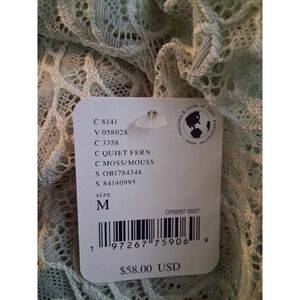 C 8141
V 058028
C 3358
C QUIET FERN
C MOSS/MOUSS
S OB1784348
S 84140995
size
M
CP0297 0007
1 97267 75906 9
$58.00 USD